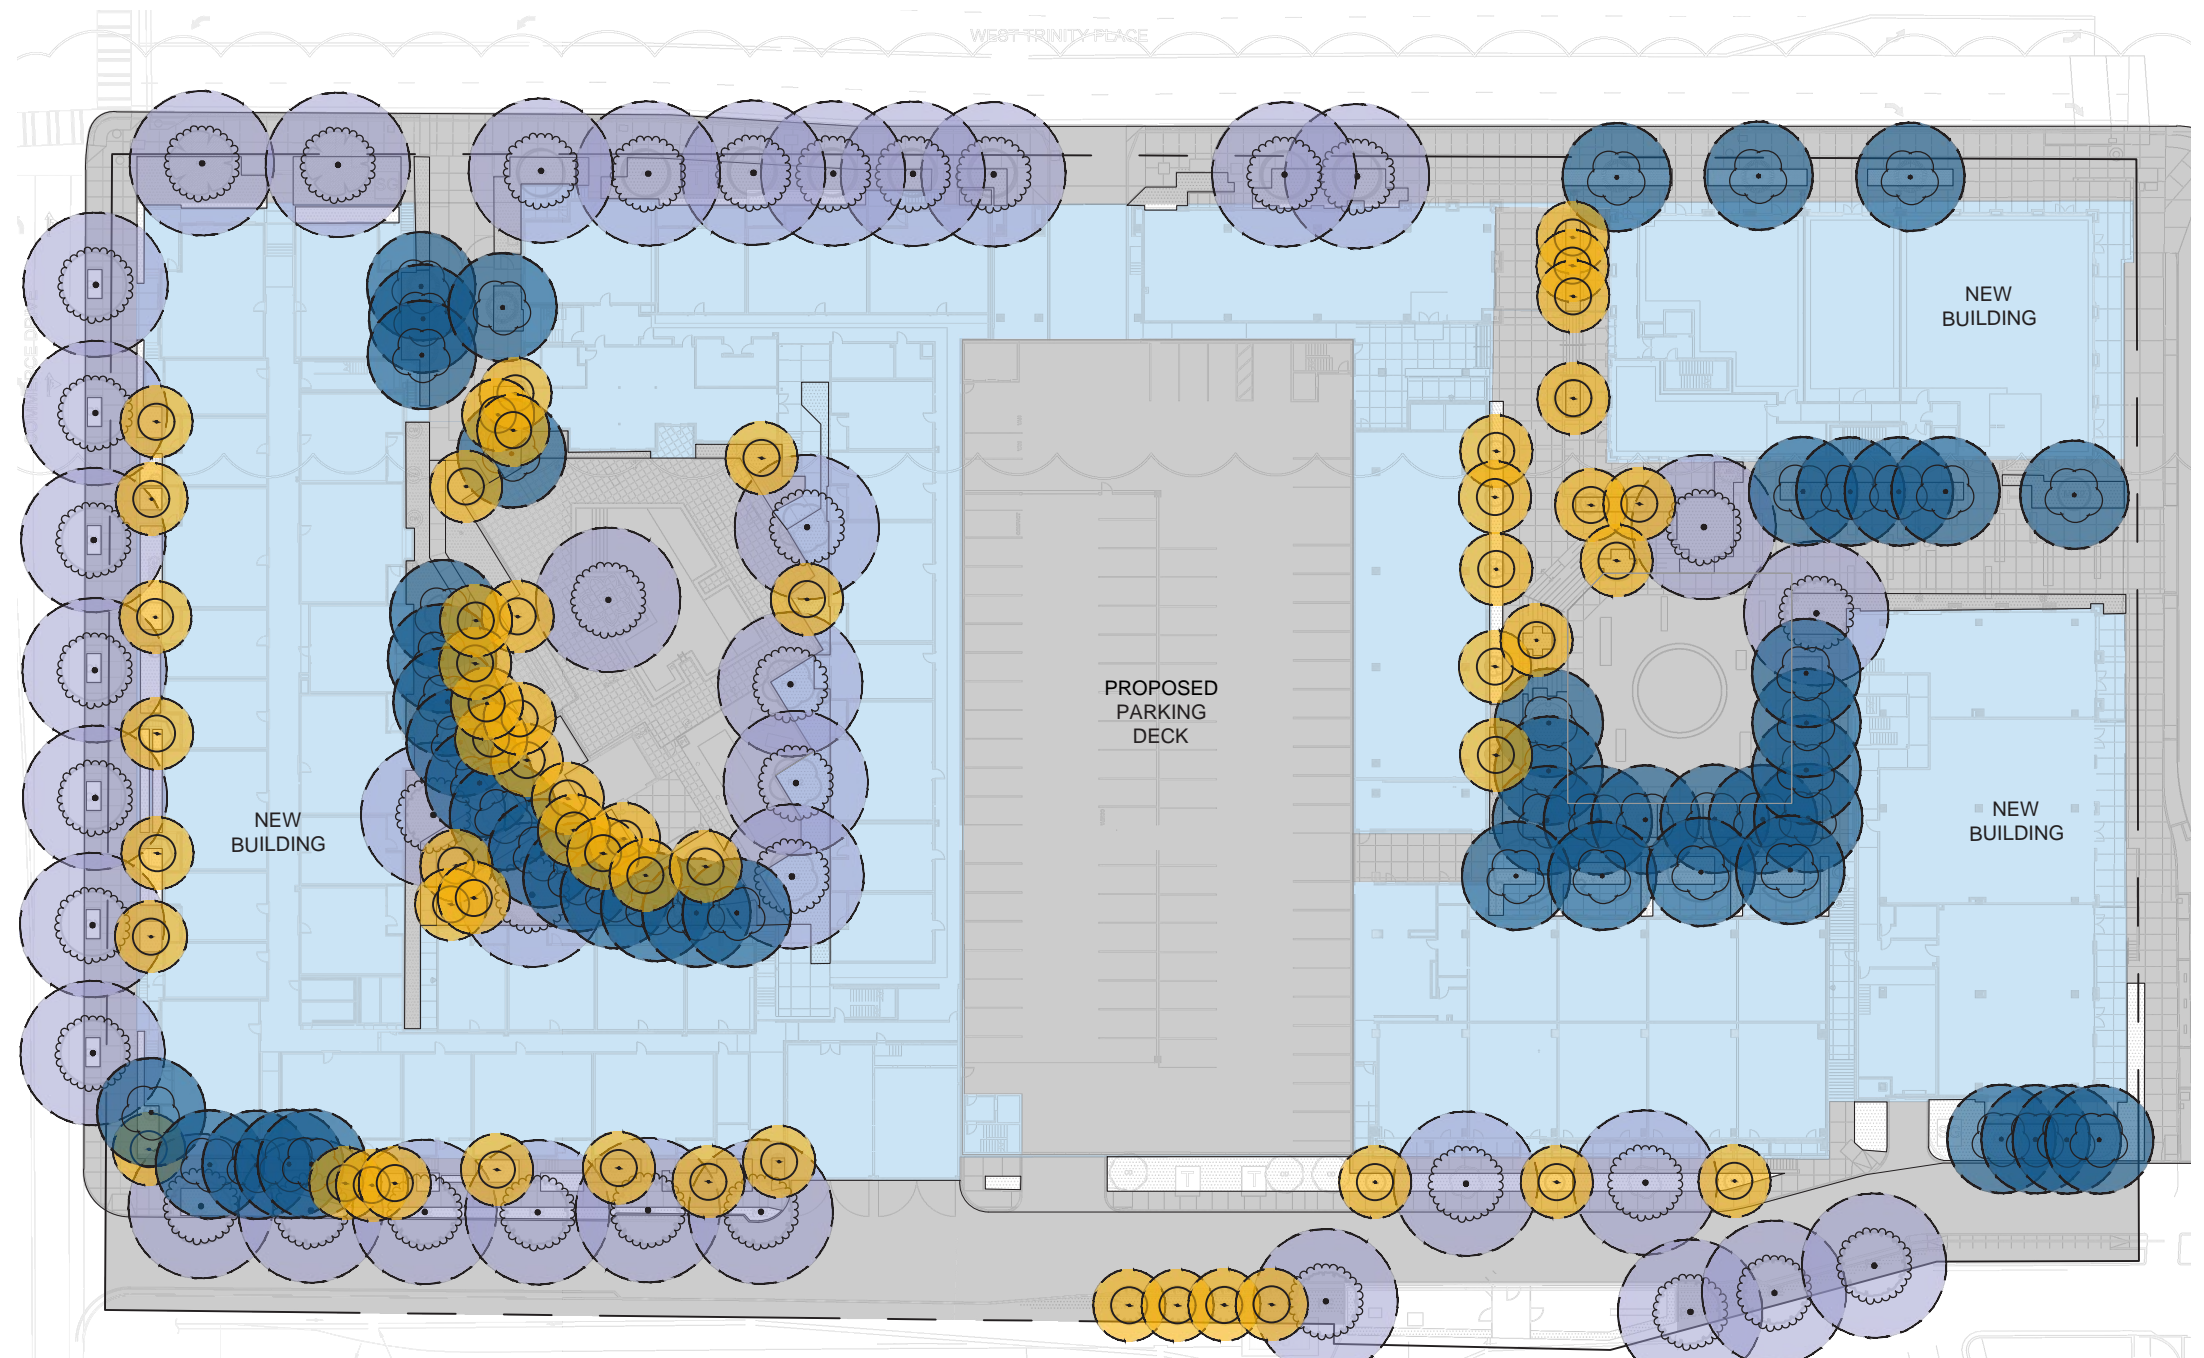 WEST TRINITY PLACE
NEW
BUILDING
PROPOSED
PARKING
DECK
NEW
BUILDING
NEW
BUILDING
T
T